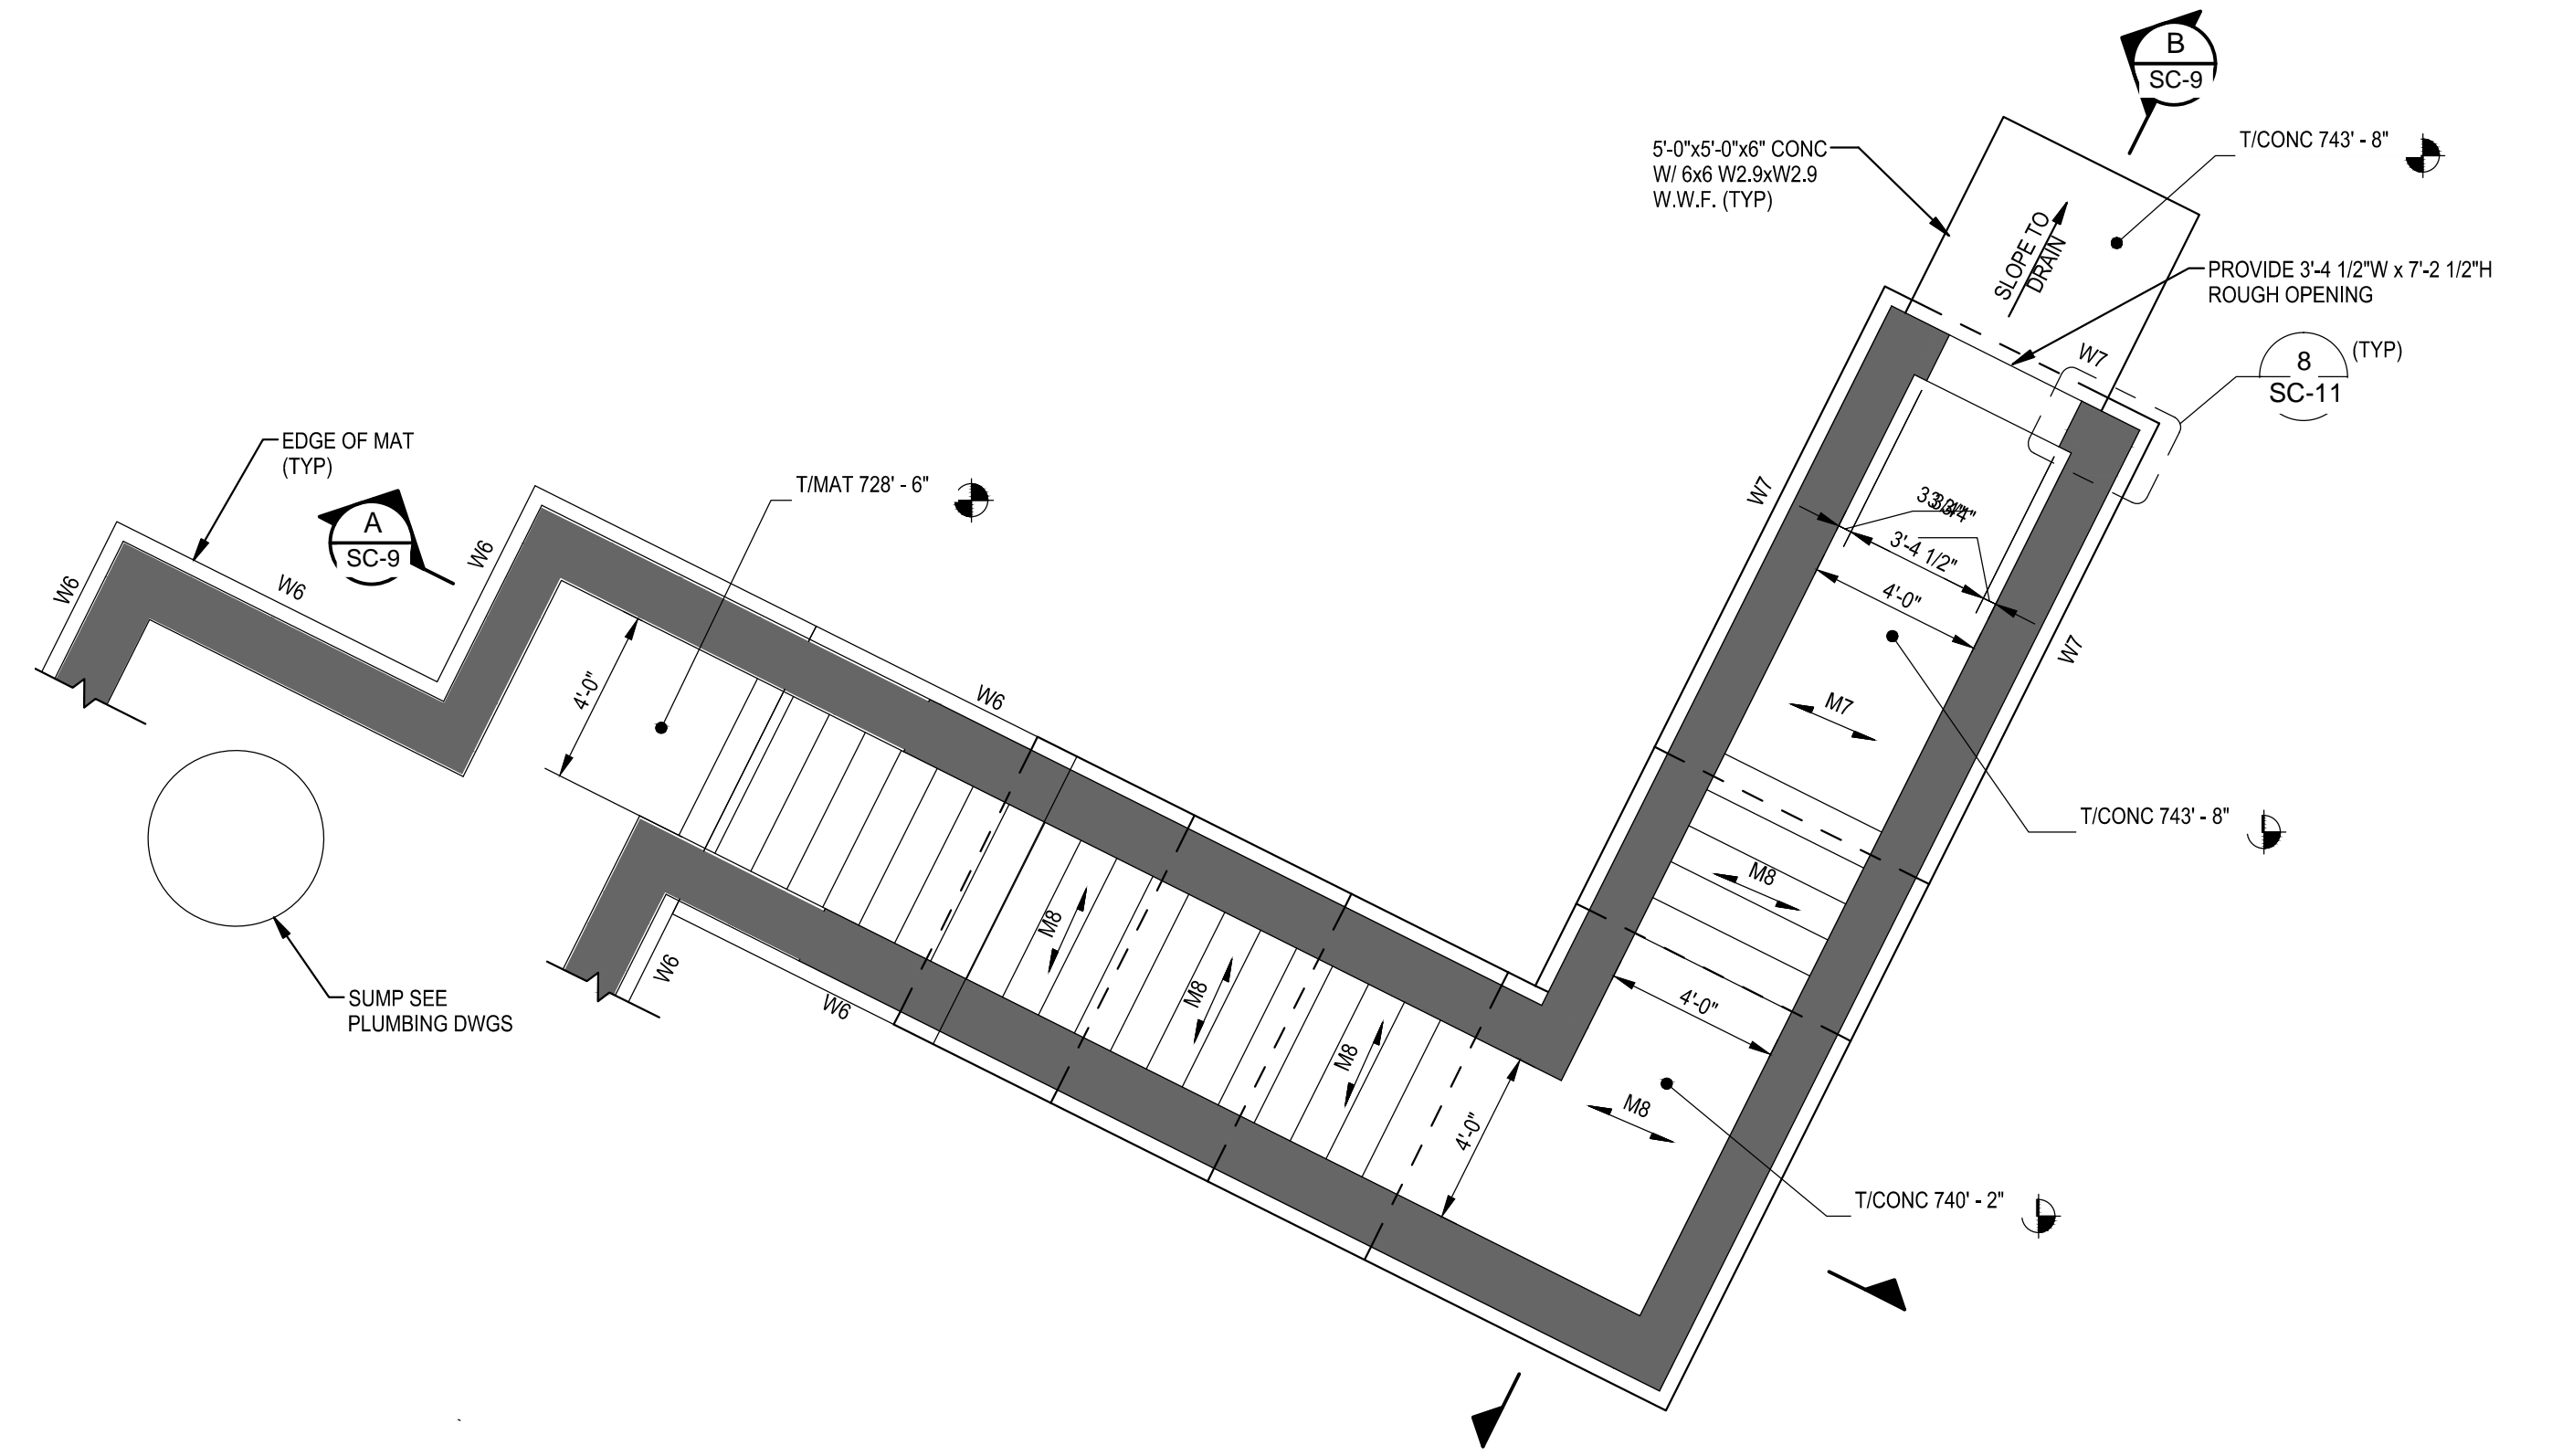 B
SC-9
T/CONC 743' - 8"
5'-0"x5'-0"x6" CONC
W/ 6x6 W2.9xW2.9
W.W.F. (TYP)
SLOPE TO
DRAIN
PROVIDE 3'-4 1/2"W x 7'-2 1/2"H
ROUGH OPENING
W7
8
SC-11
(TYP)
EDGE OF MAT
(TYP)
A
SC-9
W6
W6
W6
T/MAT 728' - 6"
W7
3'-4 1/2"
4'-0"
W7
4'-0"
W6
M7
T/CONC 743' - 8"
M8
M8
M8
M8
4'-0"
4'-0"
M8
W6
W6
SUMP SEE
PLUMBING DWGS
T/CONC 740' - 2"